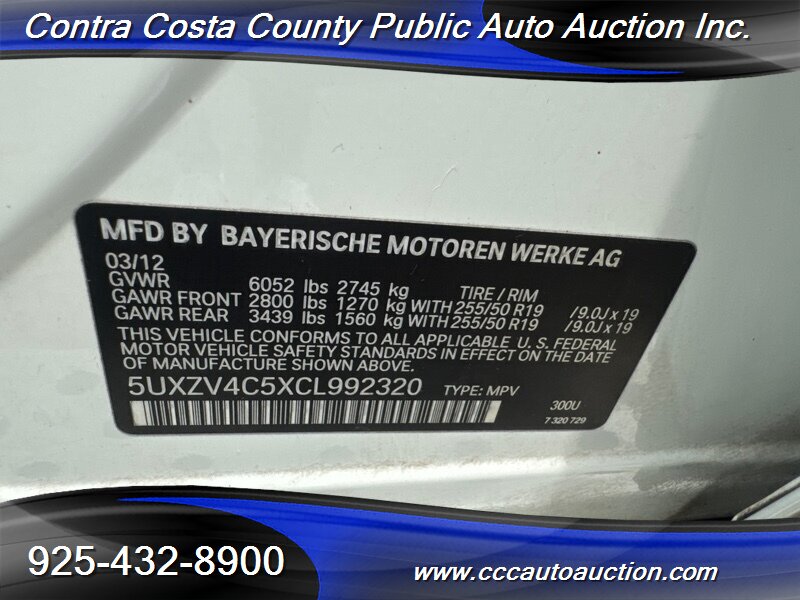 Contra Costa County Public Auto Auction Inc.
MFD BY BAYERISCHE MOTOREN WERKE AG
03/12
GVWR 6052 lbs 2745 kg TIRE / RIM
GAWR FRONT 2800 lbs 1270 kg WITH 255/50 R19 /9.0J x 19
GAWR REAR 3439 lbs 1560 kg WITH 255/50 R19 /9.0J x 19
THIS VEHICLE CONFORMS TO ALL APPLICABLE U. S. FEDERAL
MOTOR VEHICLE SAFETY STANDARDS IN EFFECT ON THE DATE
OF MANUFACTURE SHOWN ABOVE.
5UXZV4C5XCL992320 TYPE: MPV
300U
7 320 729
925-432-8900
www.cccautoauction.com